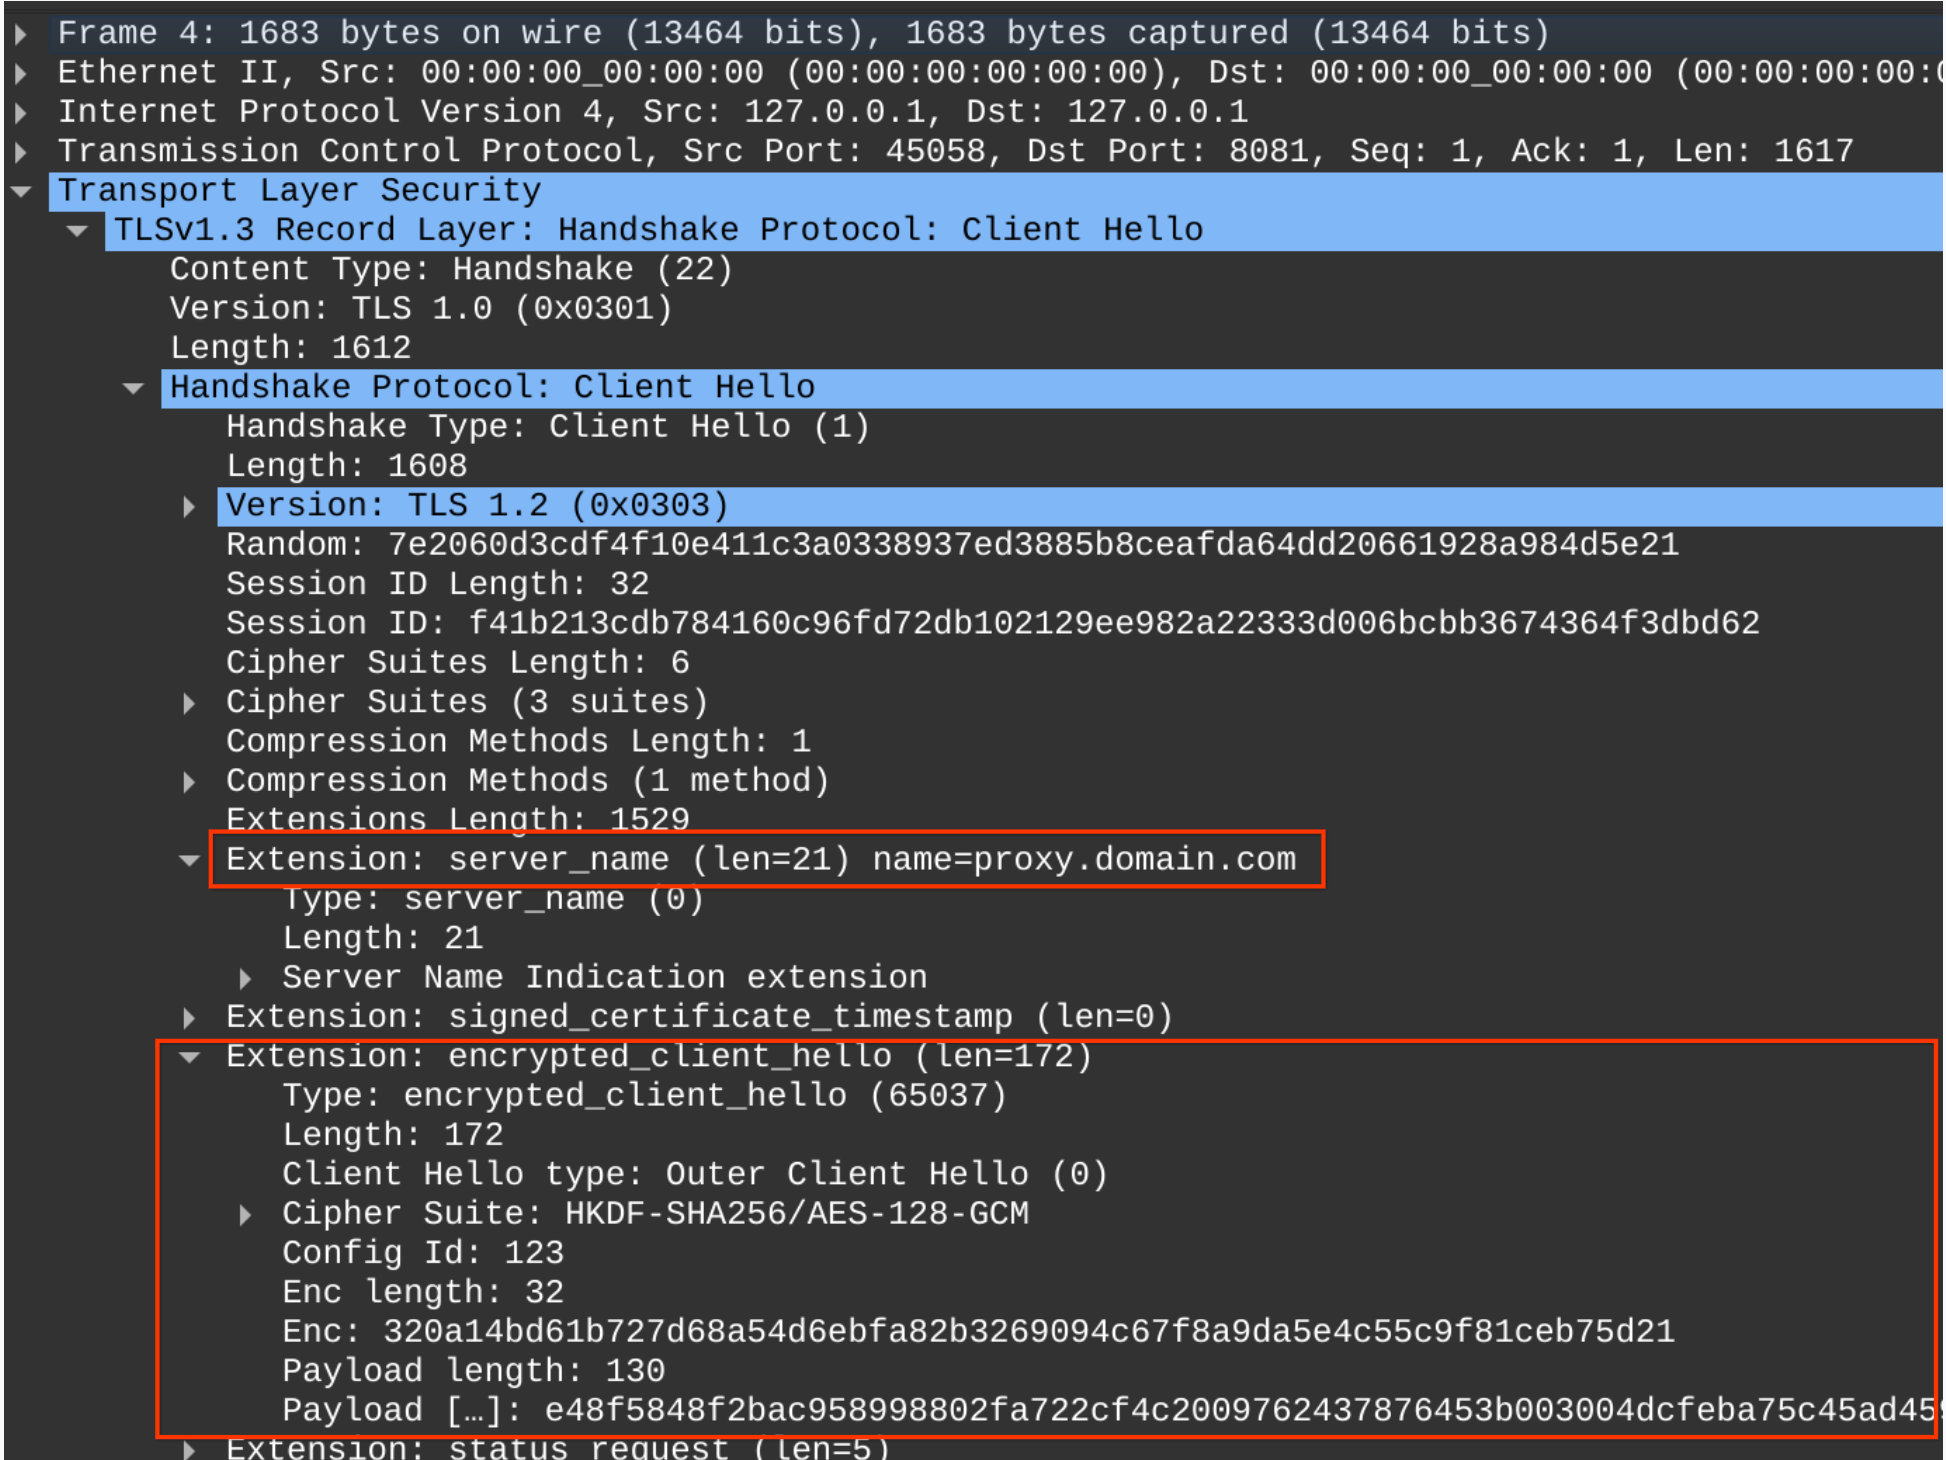 Frame 4: 1683 bytes on wire (13464 bits), 1683 bytes captured (13464 bits)
Ethernet II, Src: 00:00:00_00:00:00 (00:00:00:00:00:00), Dst: 00:00:00_00:00:00 (00:00:00:00:
Internet Protocol Version 4, Src: 127.0.0.1, Dst: 127.0.0.1
Transmission Control Protocol, Src Port: 45058, Dst Port: 8081, Seq: 1, Ack: 1, Len: 1617
Transport Layer Security
TLSv1.3 Record Layer: Handshake Protocol: Client Hello
Content Type: Handshake (22)
Version: TLS 1.0 (0x0301)
Length: 1612
Handshake Protocol: Client Hello
Handshake Type: Client Hello (1)
Length: 1608
Version: TLS 1.2 (0x0303)
Random: 7e2060d3cdf4f10e411c3a0338937ed3885b8ceafda64dd20661928a984d5e21
Session ID Length: 32
Session ID: f41b213cdb784160c96fd72db102129ee982a22333d006bcbb3674364f3dbd62
Cipher Suites Length: 6
Cipher Suites (3 suites)
Compression Methods Length: 1
Compression Methods (1 method)
Extensions Length: 1529
Extension: server_name (len=21) name=proxy.domain.com
Type: server_name (0)
Length: 21
Server Name Indication extension
Extension: signed_certificate_timestamp (len=0)
Extension: encrypted_client_hello (len=172)
Type: encrypted_client_hello (65037)
Length: 172
Client Hello type: Outer Client Hello (0)
Cipher Suite: HKDF-SHA256/AES-128-GCM
Config Id: 123
Enc length: 32
Enc: 320a14bd61b727d68a54d6ebfa82b3269094c67f8a9da5e4c55c9f81ceb75d21
Payload length: 130
Payload […]: e48f5848f2bac958998802fa722cf4c2009762437876453b003004dcfeba75c45ad45
Extension: status_request (len=5)